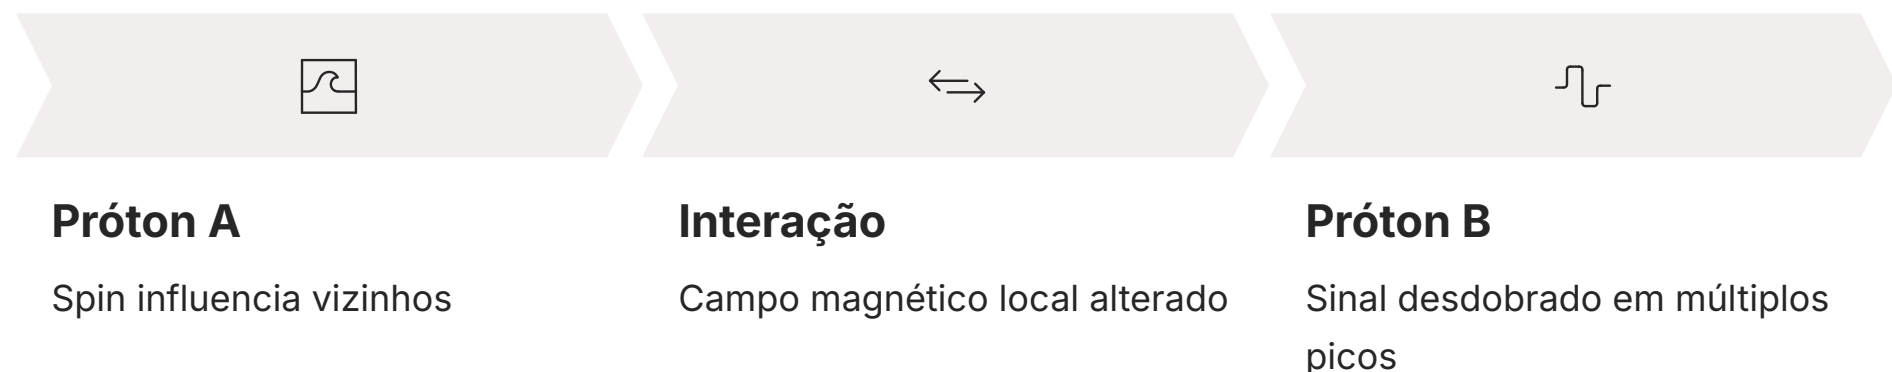 Próton A
Spin influencia vizinhos
Interação
Campo magnético local alterado
Próton B
Sinal desdobrado em múltiplos
picos